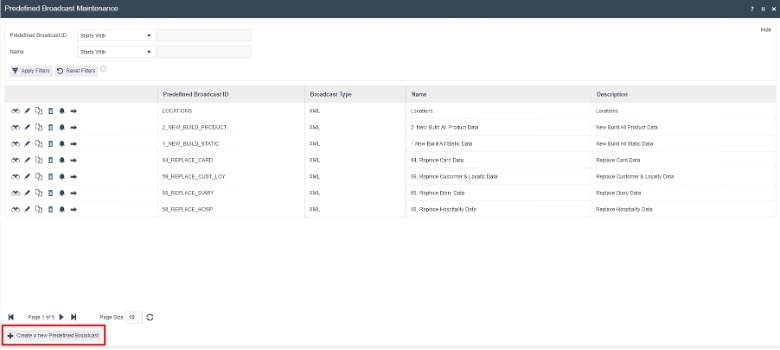 Predefined Broadcast Maintenance
?
Hide
Predefined Broadcast ID Starts With
Name Starts With
Apply Filters Reset Filters
Predefined Broadcast ID Broadcast Type Name Description
LOCATIONS XML Locations Locations
2_NEW_BUILD_PRODUCT XML 2 New Build All Product Data New Build All Product Data
1_NEW_BUILD_STATIC XML 1 New Build All Static Data New Build All Static Data
64_REPLACE_CARD XML 64. Replace Card Data Replace Card Data
59_REPLACE_CUST_LOY XML 59. Replace Customer & Loyalty Data Replace Customer & Loyalty Data
65_REPLACE_DIARY XML 65. Replace Diary Data Replace Diary Data
58_REPLACE_HOSP XML 58. Replace Hospitality Data Replace Hospitality Data
Page 1 of 5 Page Size 10
Create a new Predefined Broadcast